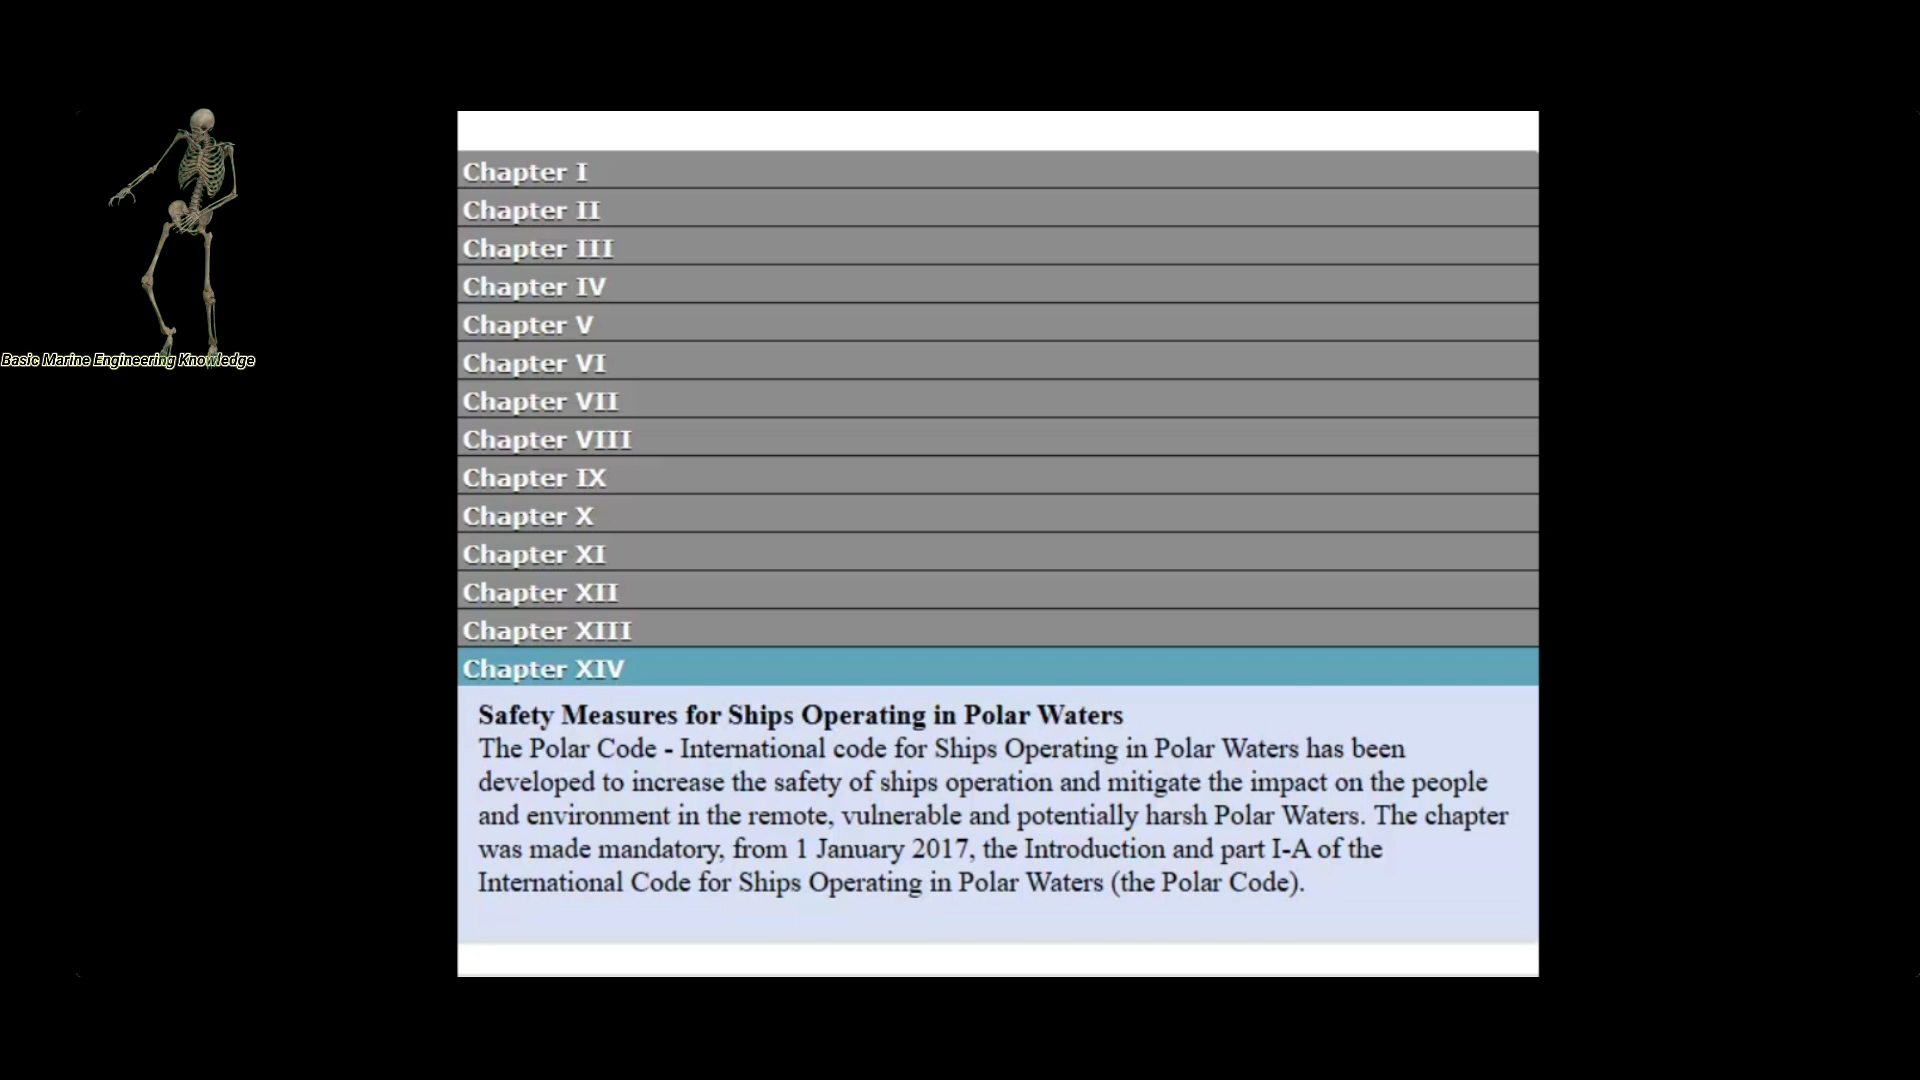 Basic Marine Engineering Knowledge
Chapter I
Chapter II
Chapter III
Chapter IV
Chapter V
Chapter VI
Chapter VII
Chapter VIII
Chapter IX
Chapter X
Chapter XI
Chapter XII
Chapter XIII
Chapter XIV
Safety Measures for Ships Operating in Polar Waters
The Polar Code - International code for Ships Operating in Polar Waters has been
developed to increase the safety of ships operation and mitigate the impact on the people
and environment in the remote, vulnerable and potentially harsh Polar Waters. The chapter
was made mandatory, from 1 January 2017, the Introduction and part I-A of the
International Code for Ships Operating in Polar Waters (the Polar Code).